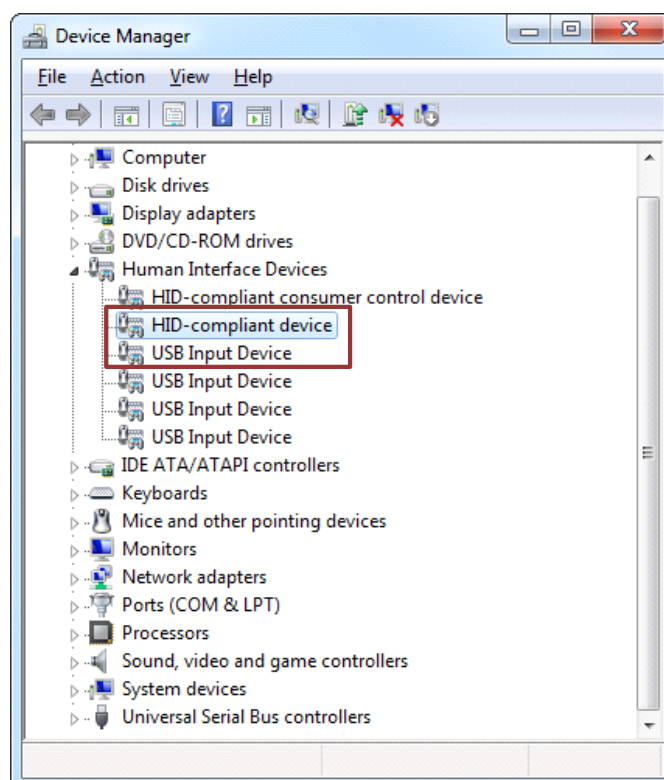 Device Manager
File Action View Help
Computer
Disk drives
Display adapters
DVD/CD-ROM drives
Human Interface Devices
HID-compliant consumer control device
HID-compliant device
USB Input Device
USB Input Device
USB Input Device
USB Input Device
IDE ATA/ATAPI controllers
Keyboards
Mice and other pointing devices
Monitors
Network adapters
Ports (COM & LPT)
Processors
Sound, video and game controllers
System devices
Universal Serial Bus controllers